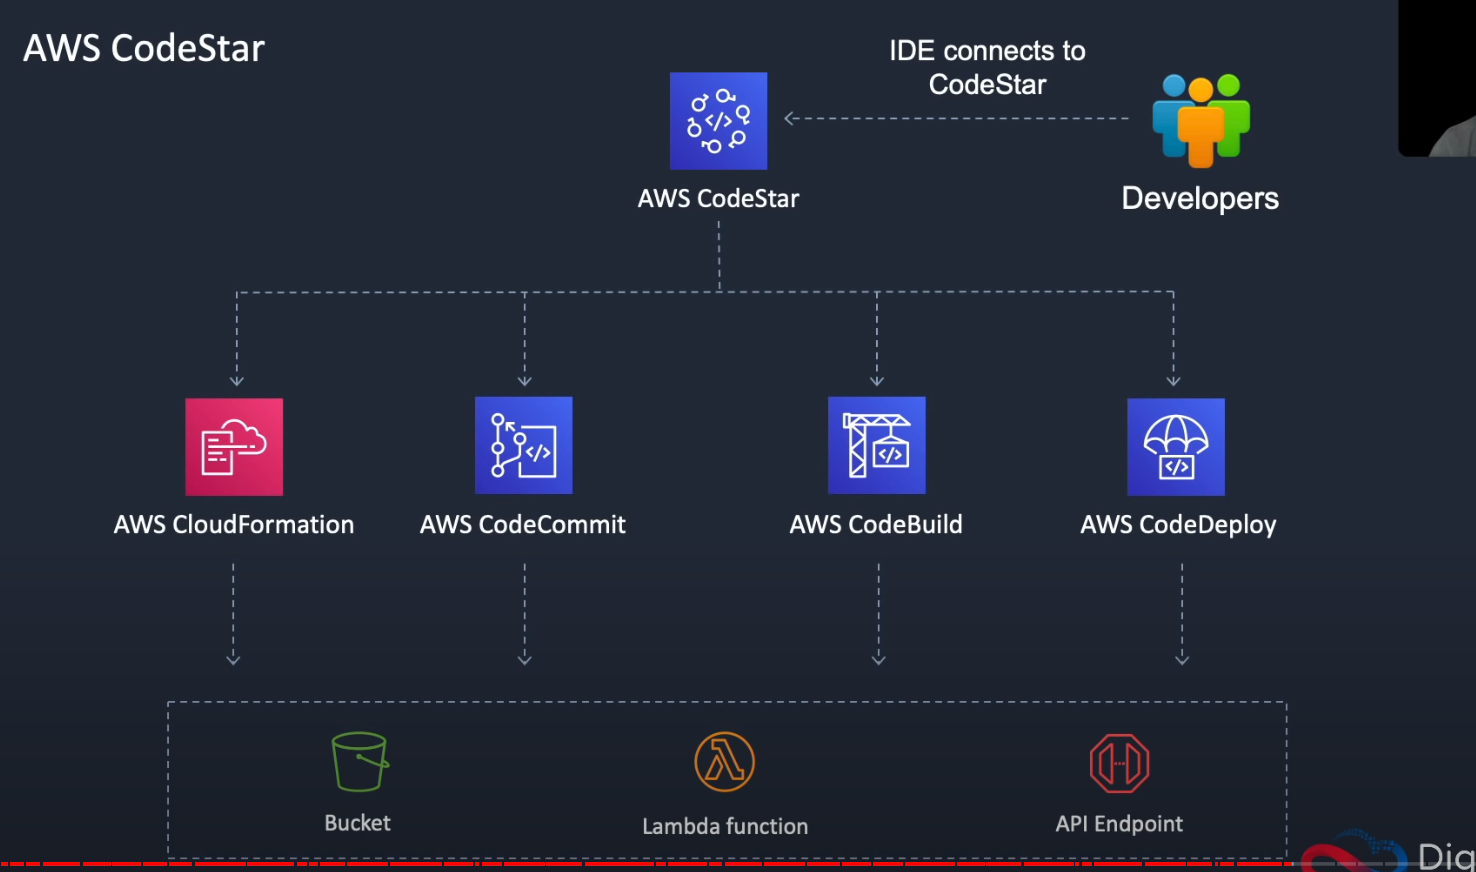 AWS CodeStar
IDE connects to
CodeStar
AWS CodeStar
Developers
AWS CloudFormation
AWS CodeCommit
AWS CodeBuild
AWS CodeDeploy
Bucket
Lambda function
API Endpoint